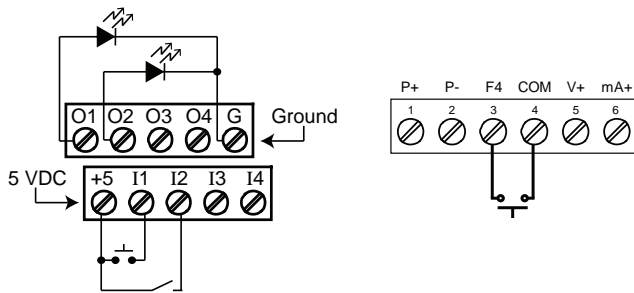 O1 O2 O3 O4 G
Ground
5 VDC
+5 I1 I2 I3 I4
P+ P- F4 COM V+ mA+
1 2 3 4 5 6